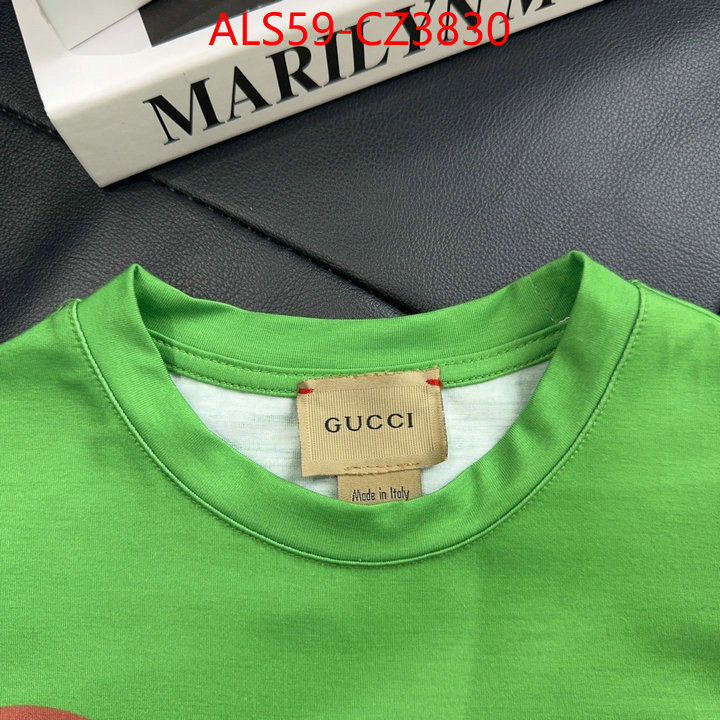 ALS59-CZ3830
MARILYN M
GUCCI
Made in Italy